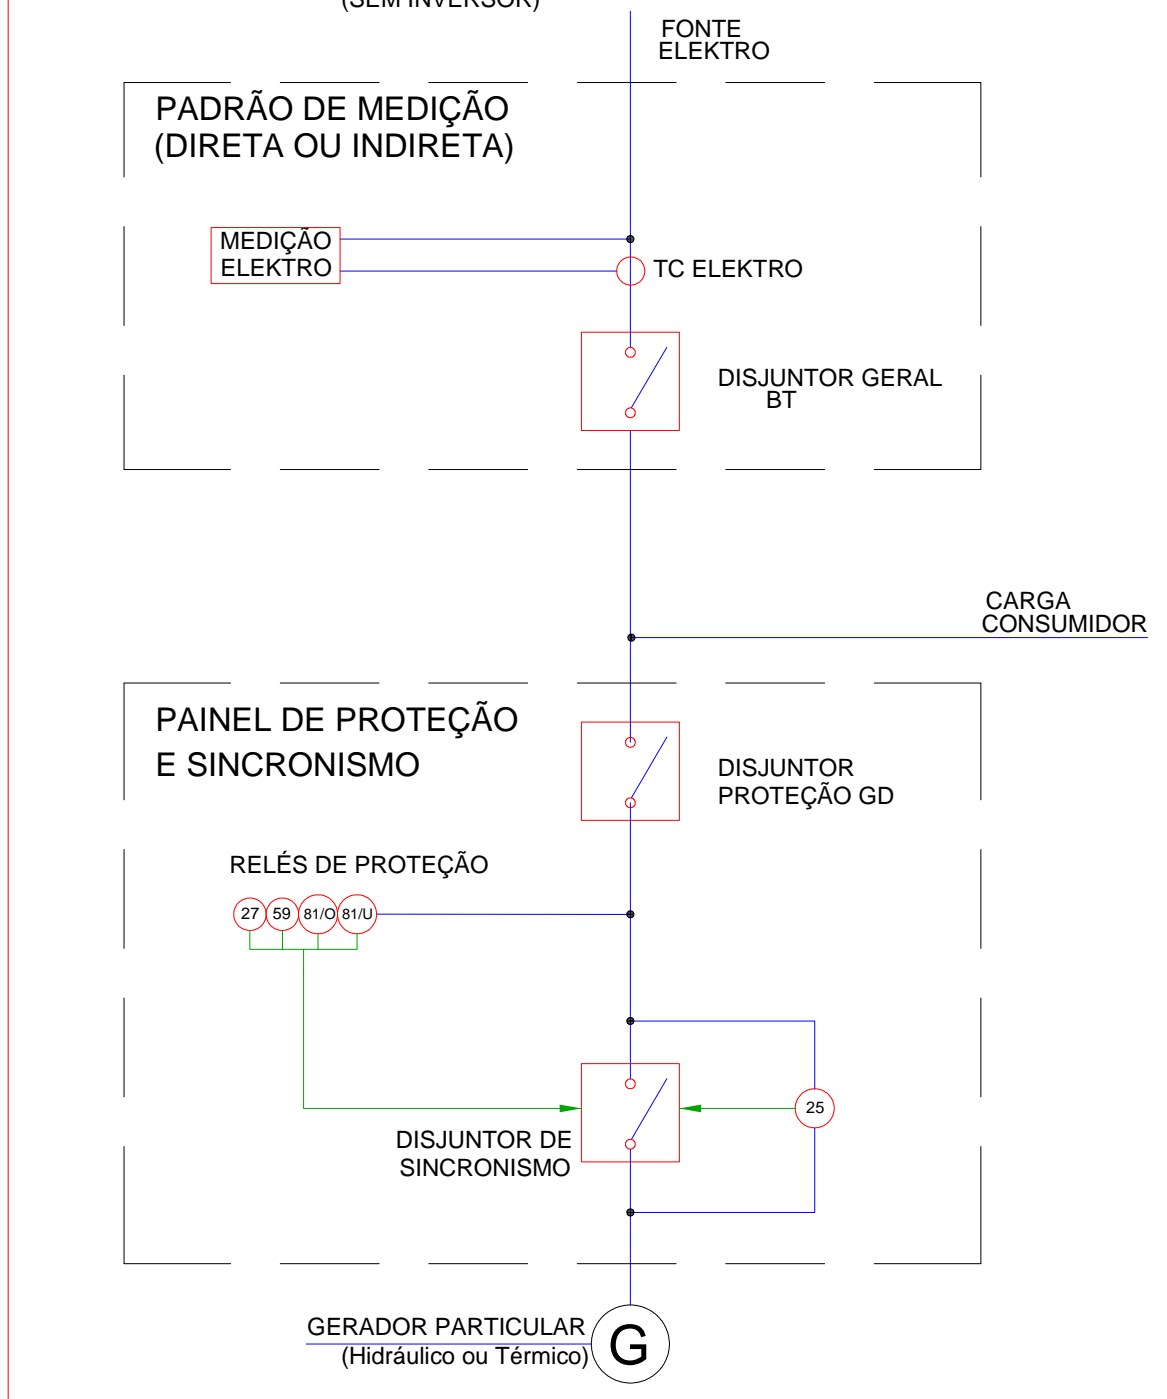 (SEM INVERSOR)
FONTE
ELEKTRO
PADRÃO DE MEDIÇÃO
(DIRETA OU INDIRETA)
MEDIÇÃO
ELEKTRO
TC ELEKTRO
DISJUNTOR GERAL
BT
CARGA
CONSUMIDOR
PAINEL DE PROTEÇÃO
E SINCRONISMO
DISJUNTOR
PROTEÇÃO GD
RELÉS DE PROTEÇÃO
27 59 81/O 81/U
25
DISJUNTOR DE
SINCRONISMO
GERADOR PARTICULAR
(Hidráulico ou Térmico)
G